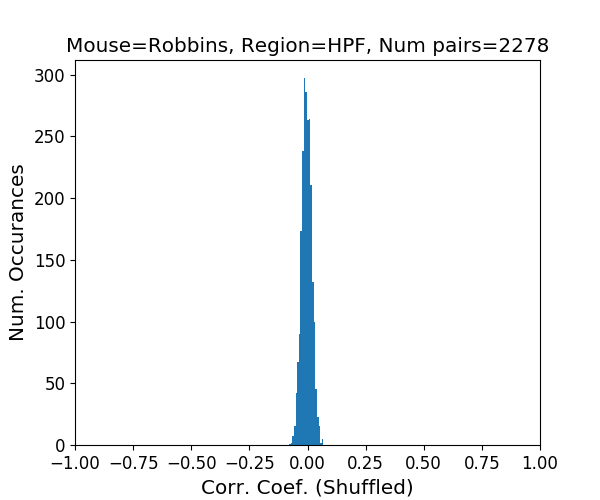 Mouse=Robbins, Region=HPF, Num pairs=2278
300
250
200
150
100
50
0
Num. Occurances
−1.00 −0.75 −0.50 −0.25 0.00 0.25 0.50 0.75 1.00
Corr. Coef. (Shuffled)